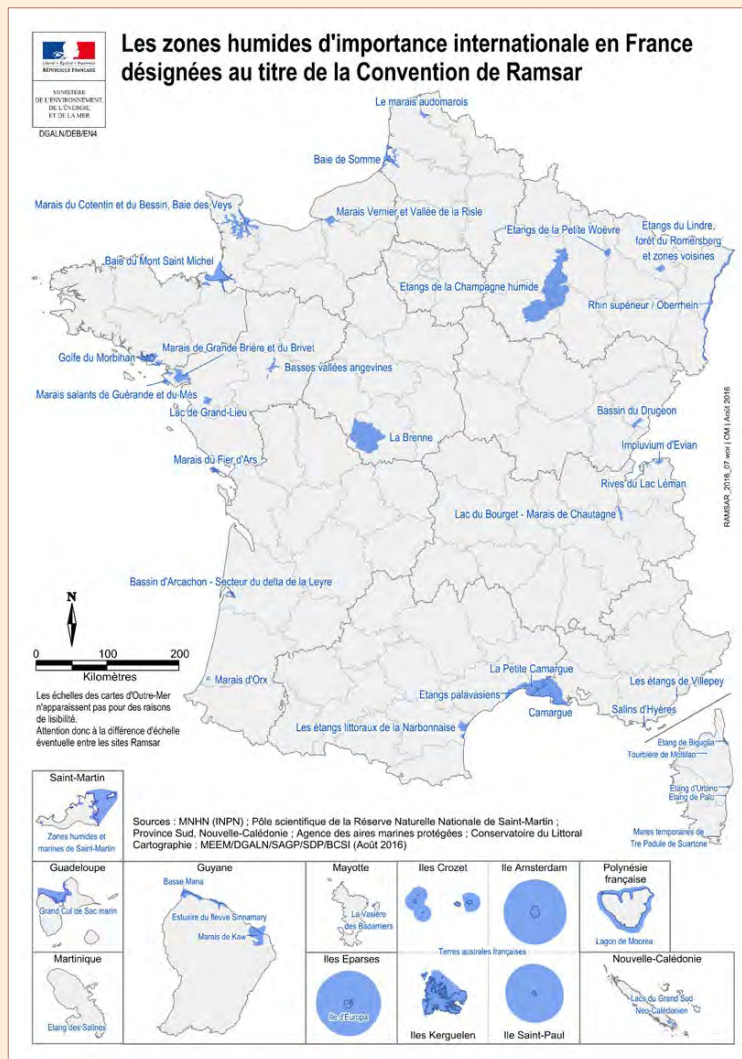 Les zones humides d'importance internationale en France
désignées au titre de la Convention de Ramsar
Liberté • Égalité • Fraternité
RÉPUBLIQUE FRANÇAISE
MINISTÈRE
DE L'ENVIRONNEMENT,
DE L'ÉNERGIE
ET DE LA MER
DGALN/DEB/EN4
Le marais audomarois
Baie de Somme
Marais du Cotentin et du Bessin, Baie des Veys
Marais Vernier et Vallée de la Risle
Etangs de la Petite Woëvre
Etangs du Lindre,
forêt du Romersberg
et zones voisines
Baie du Mont Saint Michel
Etangs de la Champagne humide
Rhin supérieur / Oberrhein
Golfe du Morbihan
Marais de Grande Brière et du Brivet
Basses vallées angevines
Marais salants de Guérande et du Mès
Lac de Grand-Lieu
La Brenne
Bassin du Drugeon
Impluvium d'Evian
Marais du Fier d'Ars
Rives du Lac Léman
Lac du Bourget - Marais de Chautagne
RAMSAR_2016_07.wor | OM | Août 2016
Bassin d'Arcachon - Secteur du delta de la Leyre
N
0 100 200
Kilomètres
Marais d'Orx
La Petite Camargue
Les étangs de Villepey
Etangs palavasiens
Camargue
Salins d'Hyères
Les étangs littoraux de la Narbonnaise
Les échelles des cartes d'Outre-Mer
n'apparaissent pas pour des raisons
de lisibilité.
Attention donc à la différence d'échelle
éventuelle entre les sites Ramsar
Etang de Biguglia
Tourbière de Moltifao
Etang d'Urbino
Etang de Palo
Mares temporaires de
Tre Padule de Suartone
Saint-Martin
Zones humides et
marines de Saint-Martin
Sources : MNHN (INPN) ; Pôle scientifique de la Réserve Naturelle Nationale de Saint-Martin ;
Province Sud, Nouvelle-Calédonie ; Agence des aires marines protégées ; Conservatoire du Littoral
Cartographie : MEEM/DGALN/SAGP/SDP/BCSI (Août 2016)
Guadeloupe
Grand Cul de Sac marin
Guyane
Basse Mana
Estuaire du fleuve Sinnamary
Marais de Kaw
Mayotte
La Vasière
des Badamiers
Iles Crozet
Ile Amsterdam
Polynésie
française
Lagon de Moorea
Terres australes françaises
Martinique
Etang des Salines
Iles Eparses
Ile d'Europa
Iles Kerguelen
Ile Saint-Paul
Nouvelle-Calédonie
Lacs du Grand Sud
Neo-Calédonien